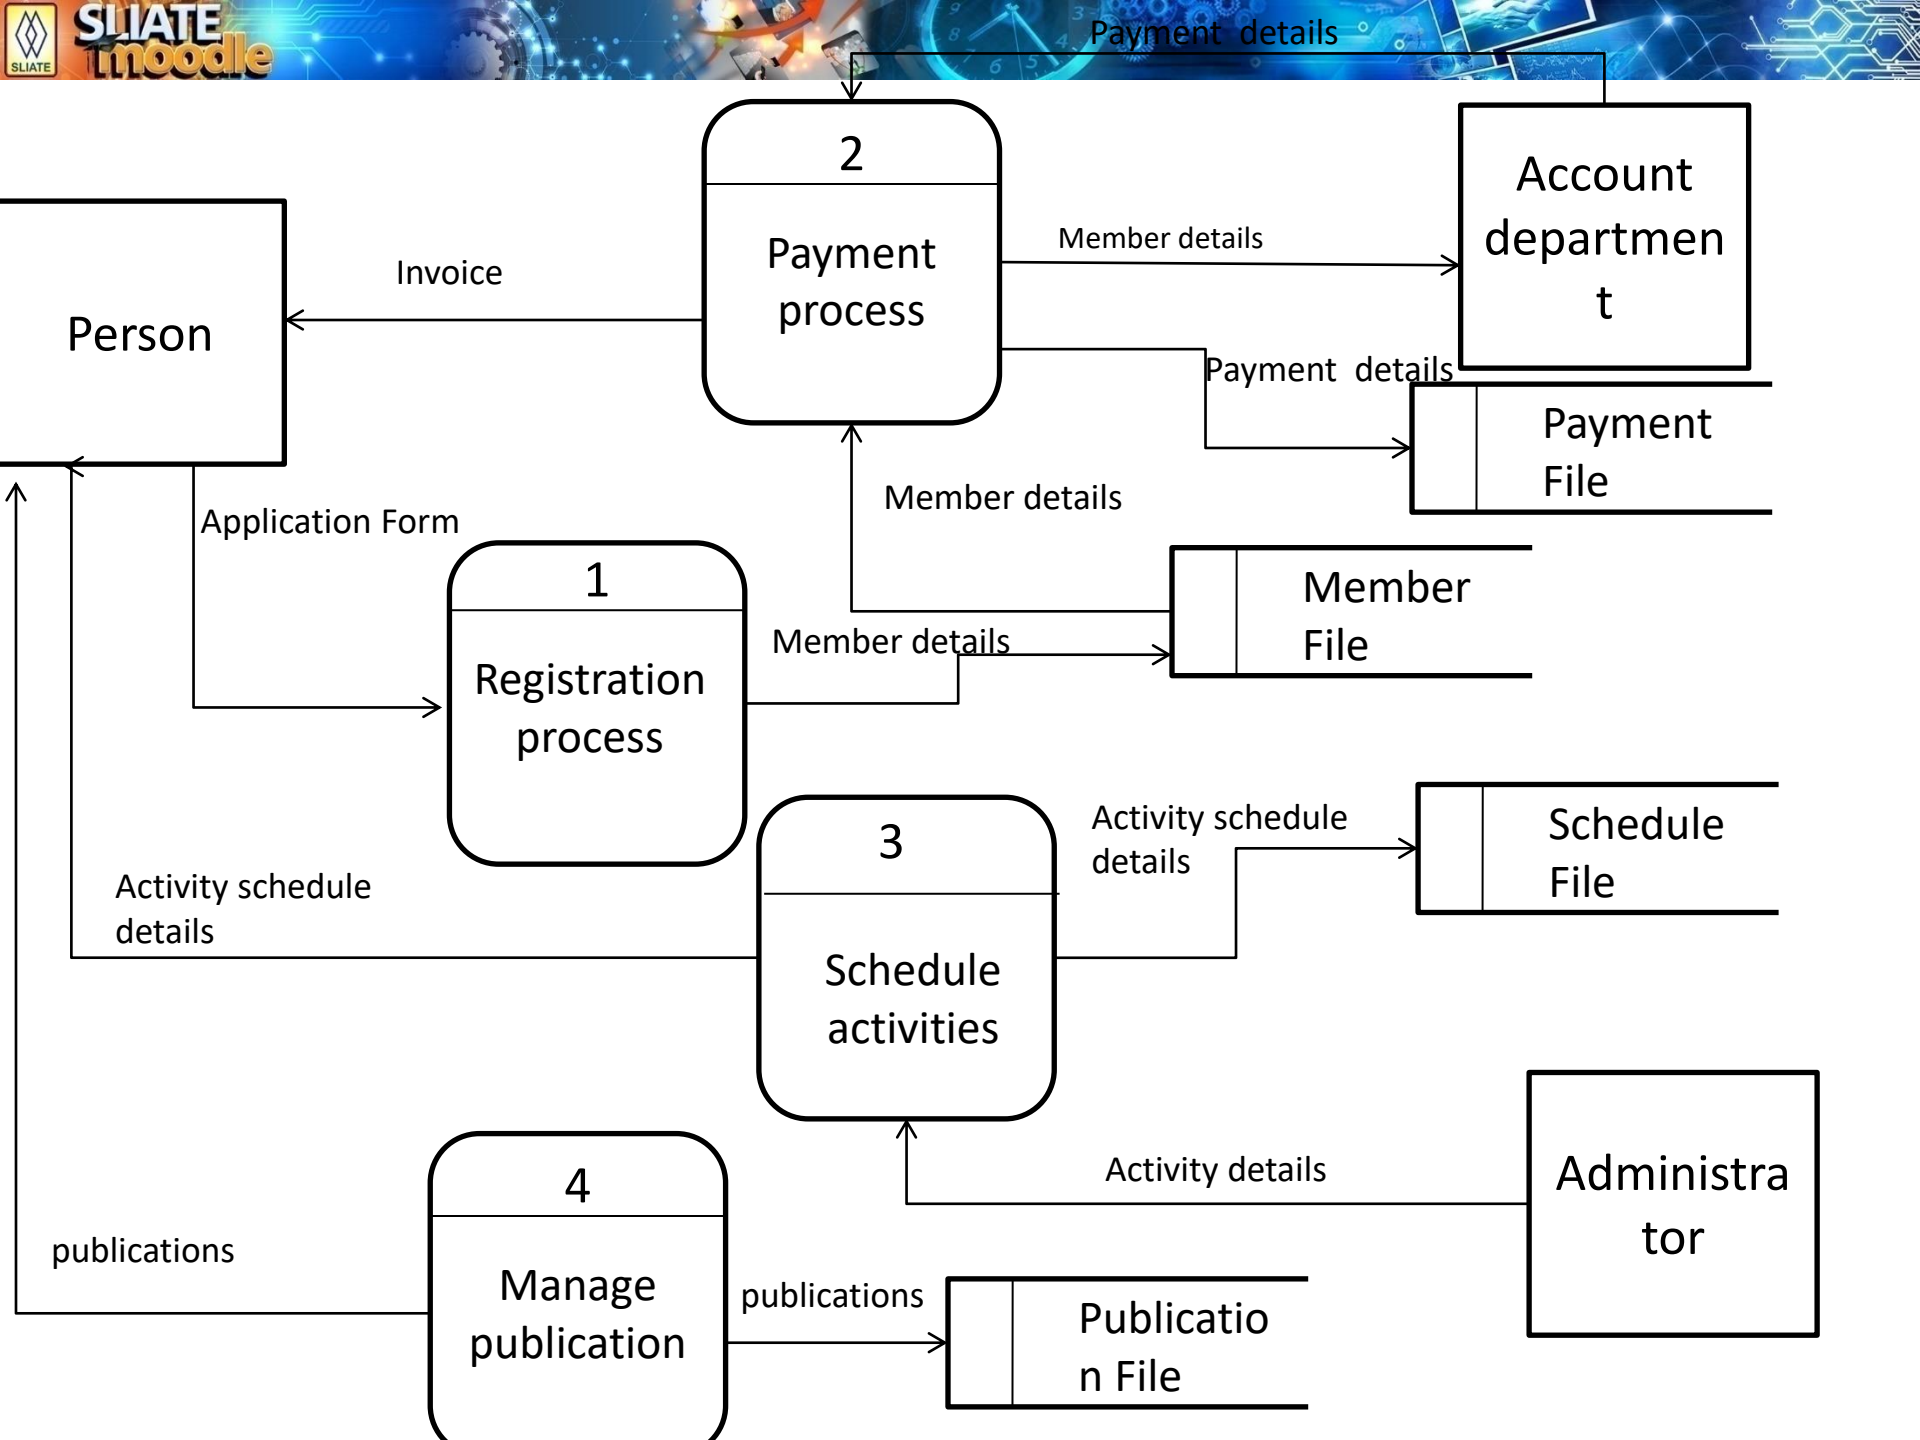 SLIATE
moodle
SLIATE
Payment  details
2
Payment
process
Account
departmen
t
Member details
Invoice
Person
Payment  details
Payment
File
Member details
Application Form
1
Registration
process
Member
File
Member details
3
Schedule
activities
Activity schedule
details
Schedule
File
Activity schedule
details
Administra
tor
Activity details
4
Manage
publication
publications
publications
Publicatio
n File